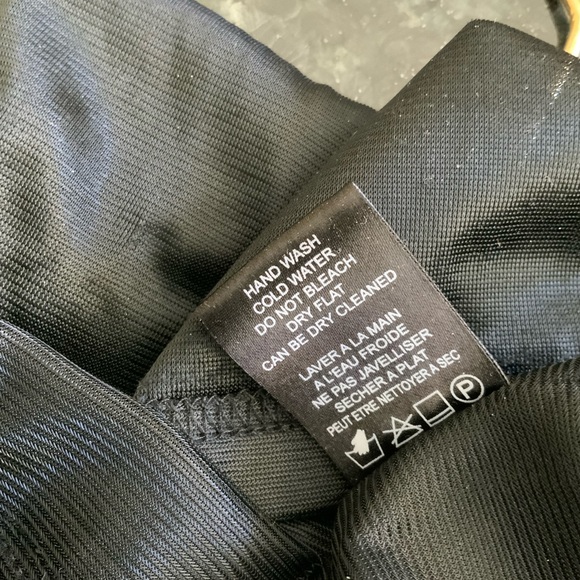 HAND WASH
COLD WATER
DO NOT BLEACH
DRY FLAT
CAN BE DRY CLEANED
LAVER A LA MAIN
A L'EAU FROIDE
NE PAS JAVELLISER
SECHER A PLAT
PEUT ETRE NETTOYER À SEC
P